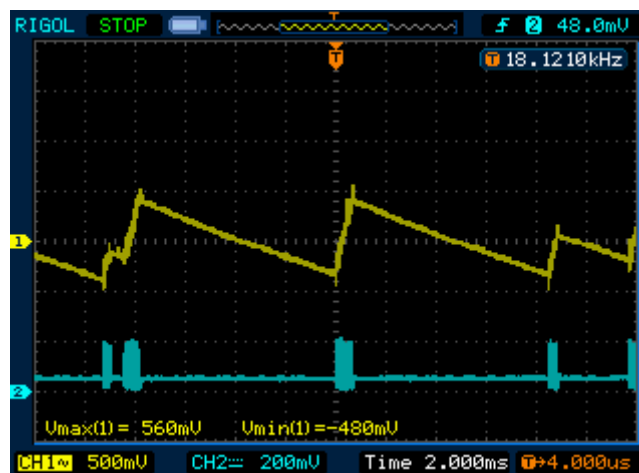 RIGOL STOP T f 2 48.0mV
T
T 18.1210kHz
1
2
Vmax(1)= 560mV Vmin(1)=-480mV
CH1~ 500mV CH2 200mV Time 2.000ms T→4.000us